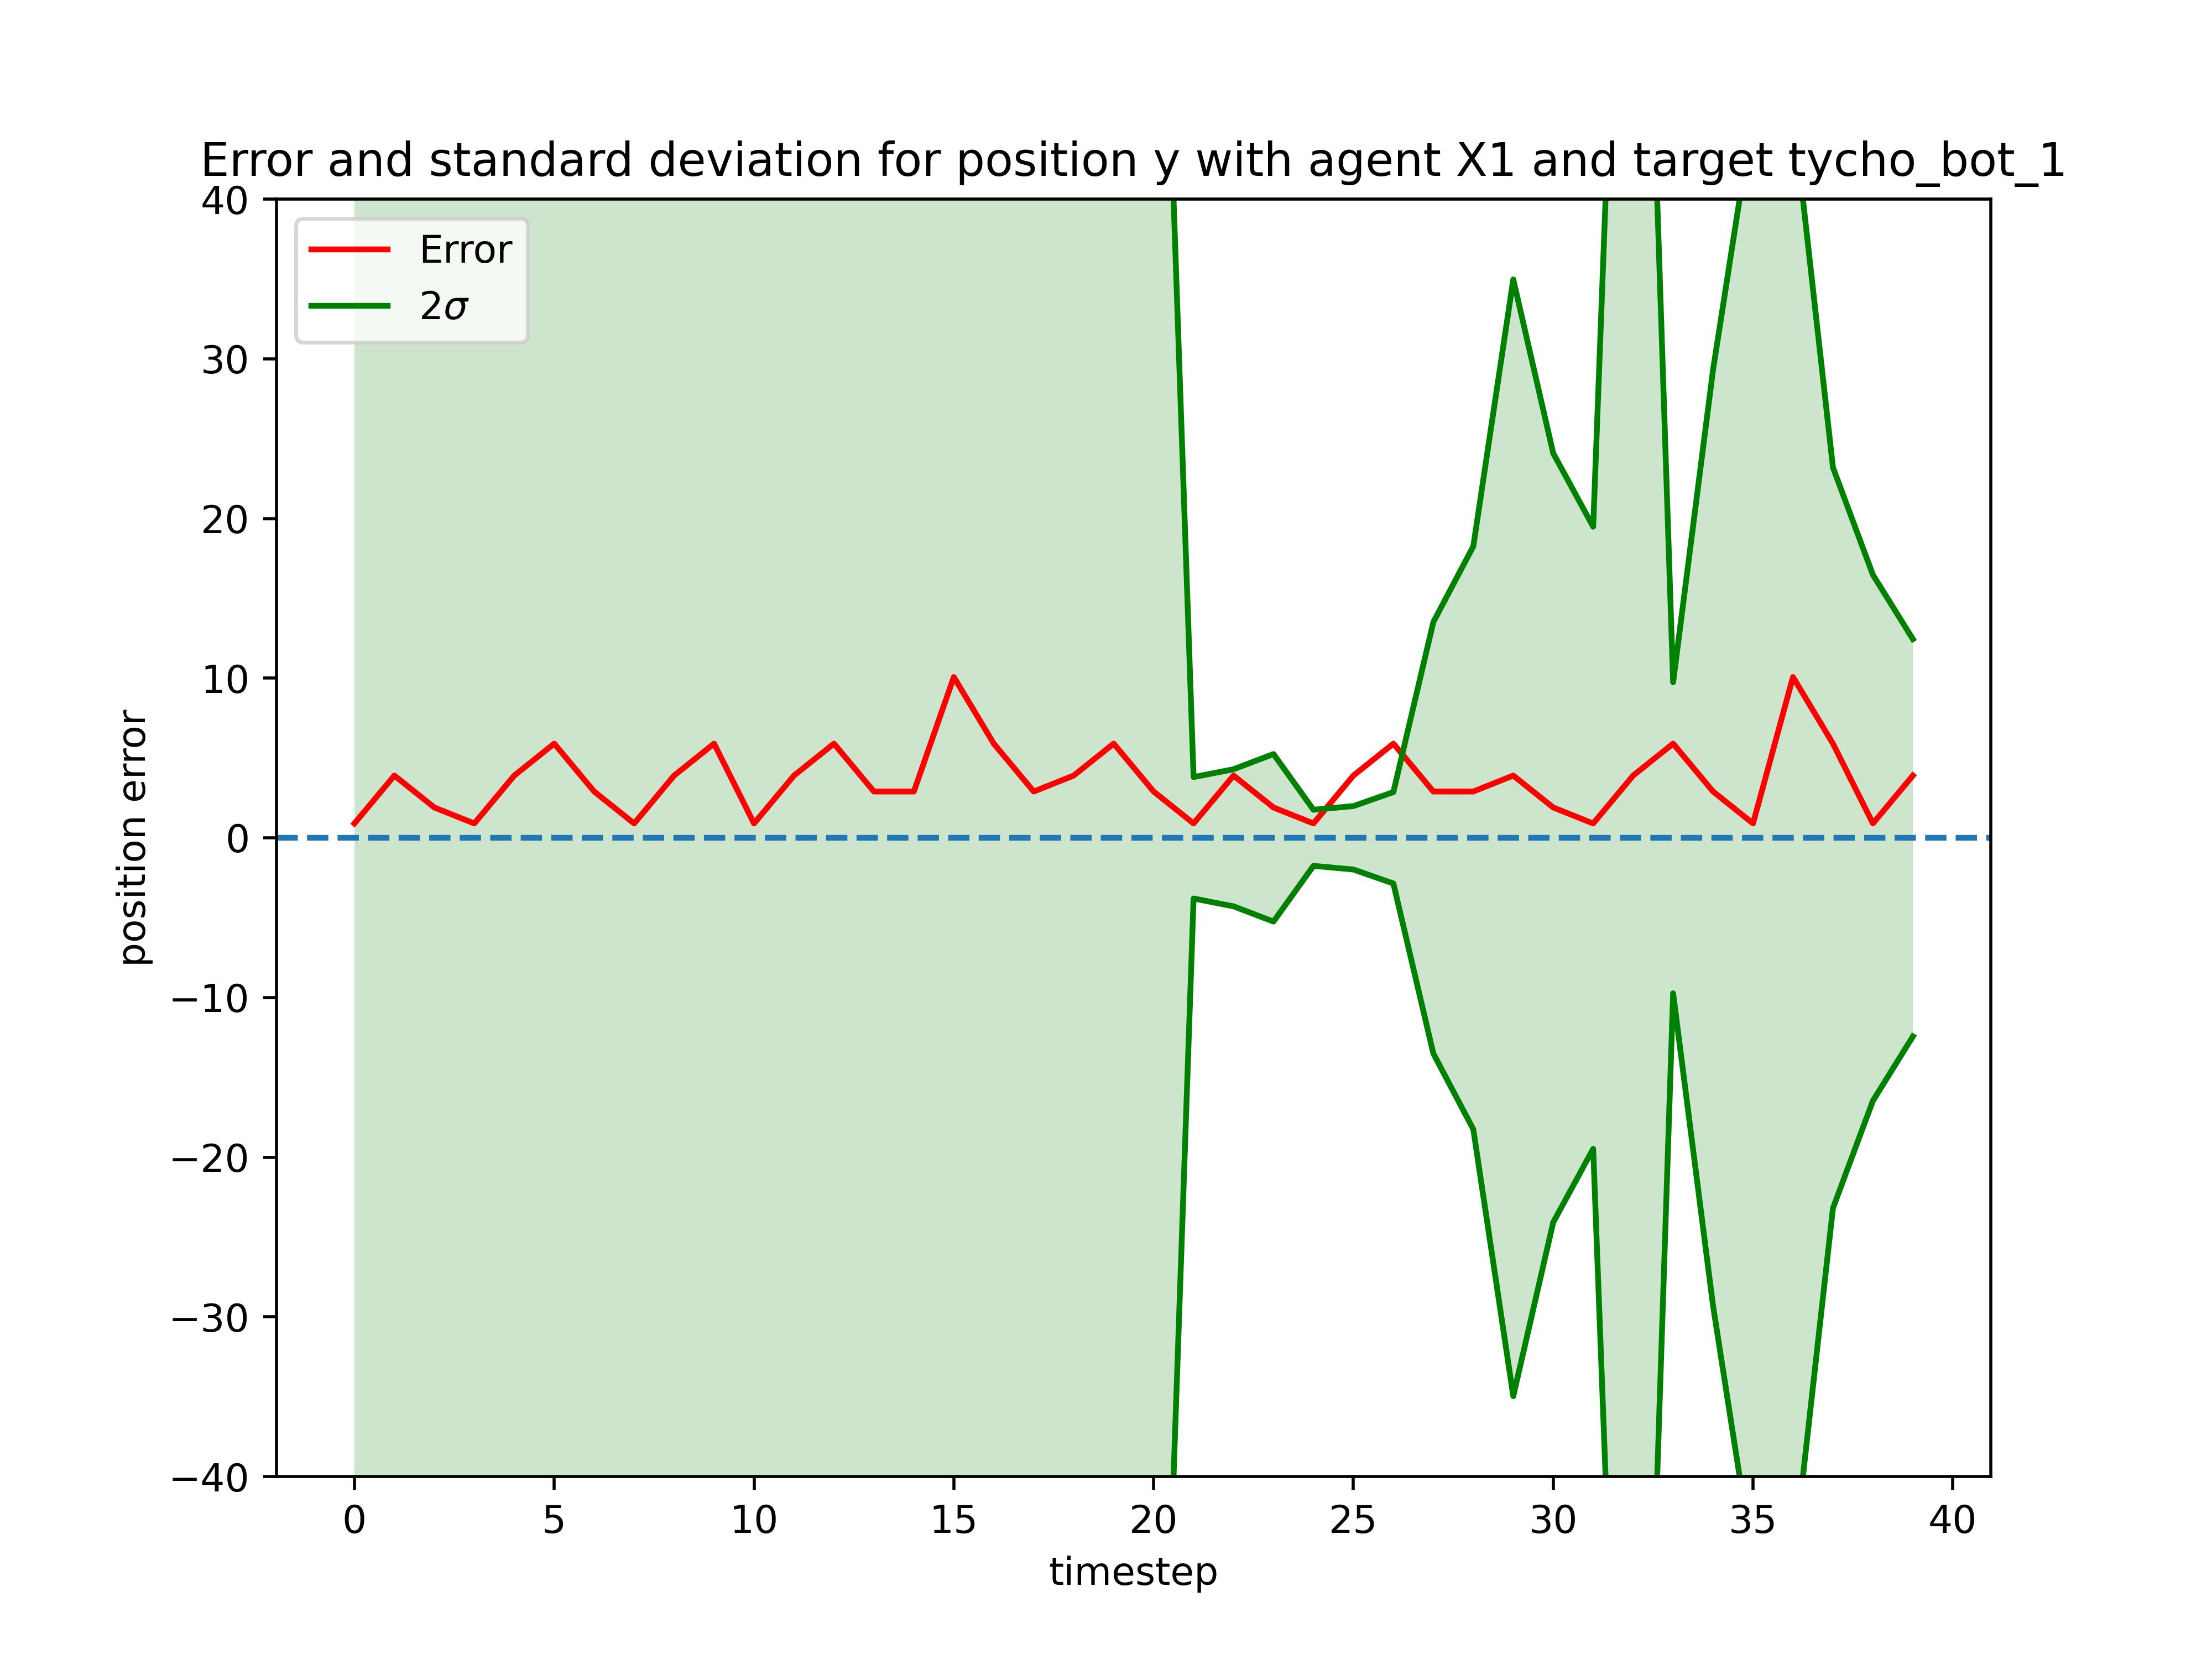 Error and standard deviation for position y with agent X1 and target tycho_bot_1
40
30
20
10
0
−10
−20
−30
−40
position error
Error
2σ
0 5 10 15 20 25 30 35 40
timestep